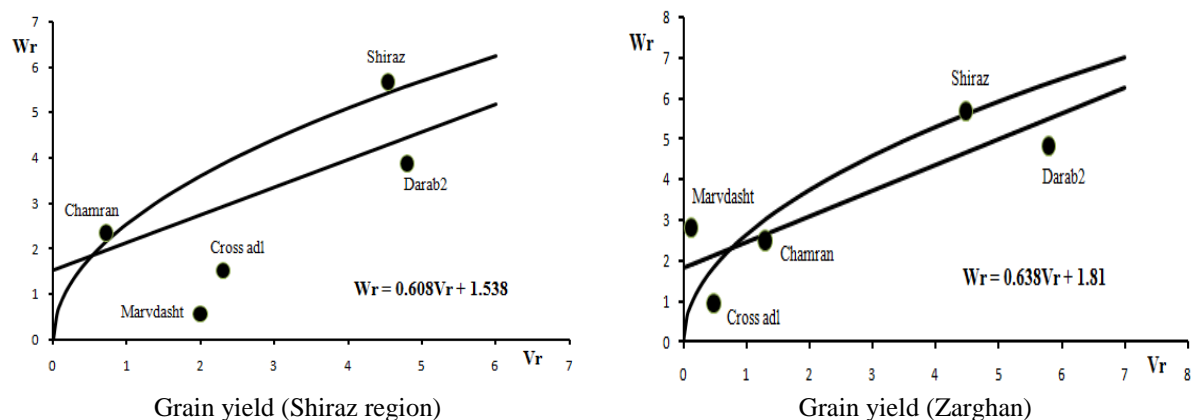 7
Wr
6
5
4
3
2
1
0
Shiraz
Darab2
Chamran
Cross adl
Marvdasht
Wr = 0.608Vr + 1.538
0 1 2 3 4 5 6 7
Vr
Grain yield (Shiraz region)
8
Wr
7
6
5
4
3
2
1
0
Shiraz
Darab2
Marvdasht
Chamran
Cross adl
Wr = 0.638Vr + 1.81
0 1 2 3 4 5 6 7 8
Vr
Grain yield (Zarghan)